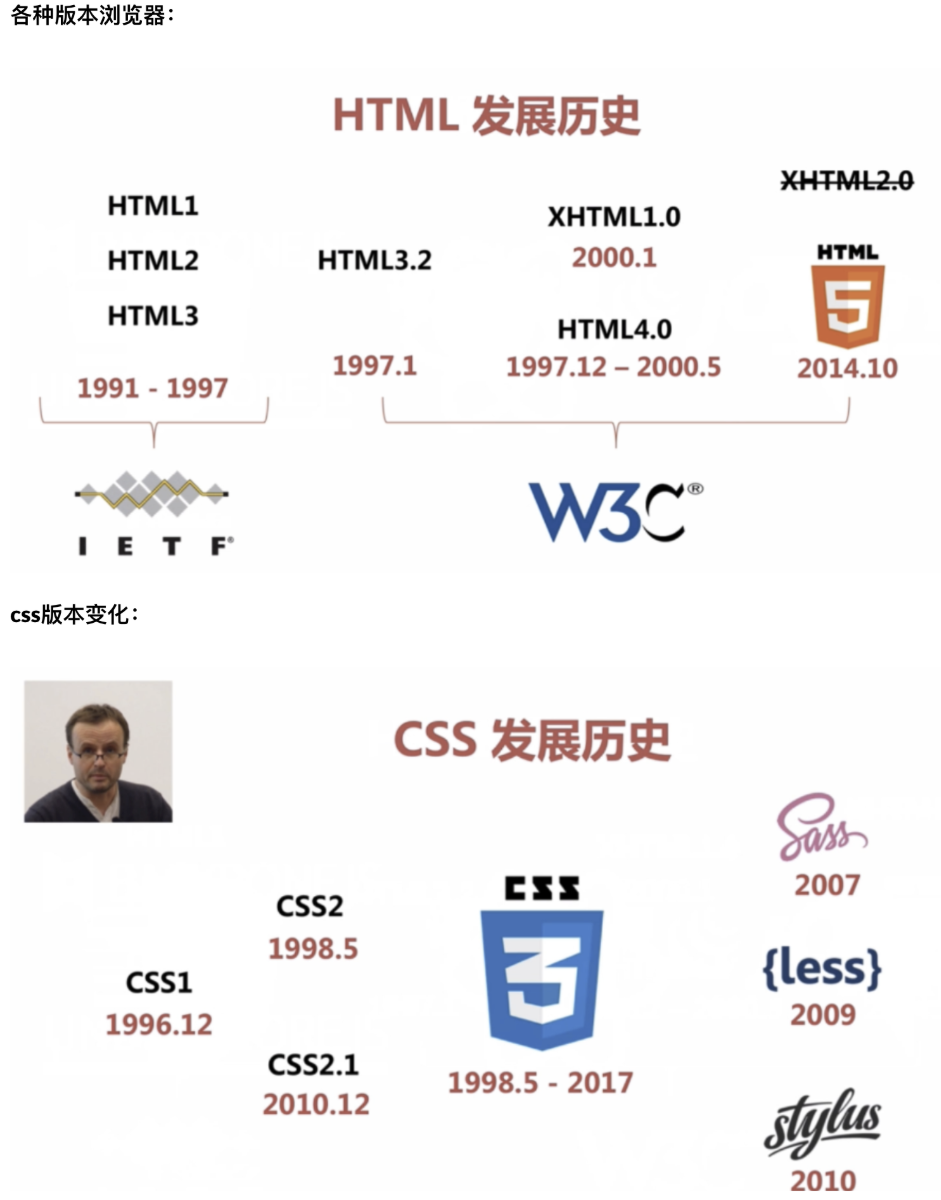 各种版本浏览器：
HTML 发展历史
XHTML2.0
HTML1
XHTML1.0
HTML
5
HTML2
HTML3.2
2000.1
HTML3
HTML4.0
1991 - 1997
1997.1
1997.12 – 2000.5
2014.10
I E T F®
W3C®
css版本变化：
CSS 发展历史
Sass
2007
CSS
3
CSS2
1998.5
{less}
2009
CSS1
1996.12
CSS2.1
2010.12
1998.5 - 2017
stylus
2010